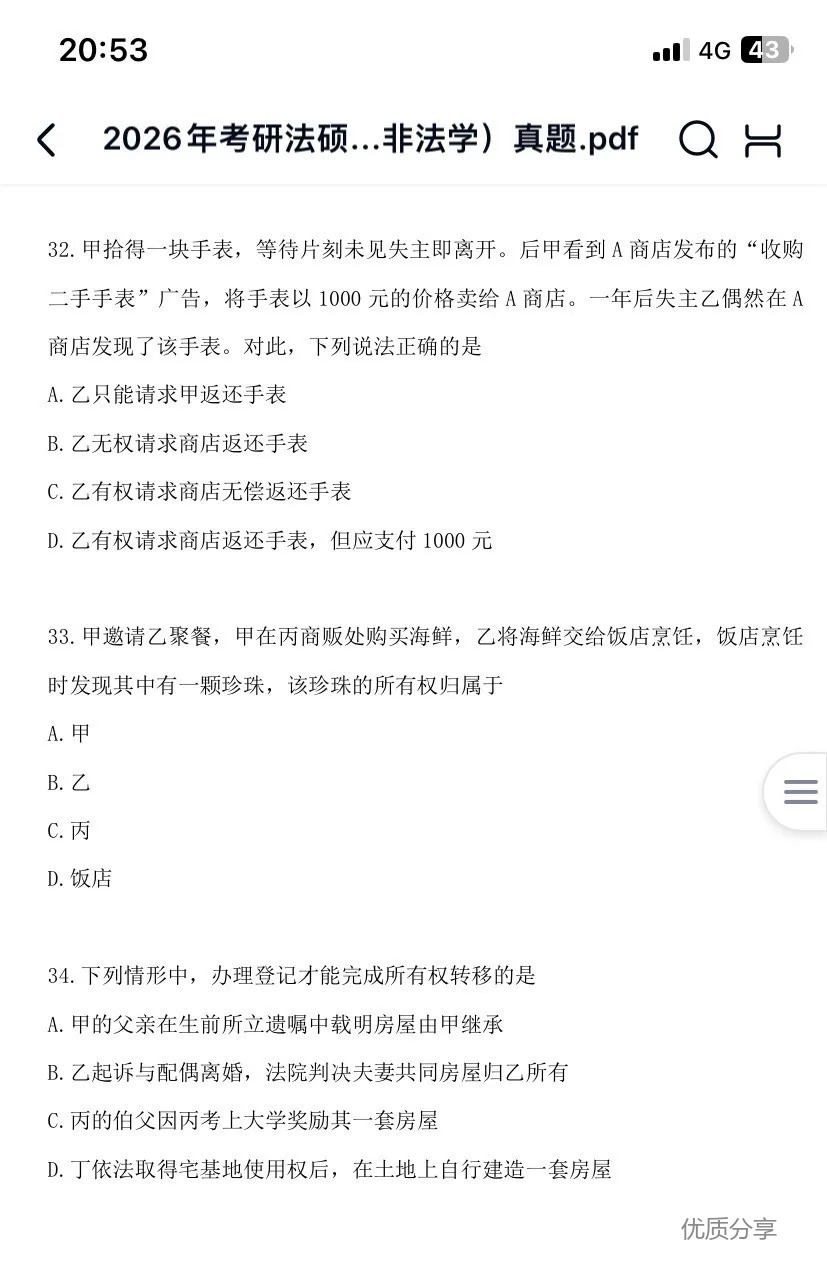 20:53
4G 43
2026年考研法硕...非法学）真题.pdf
32. 甲拾得一块手表，等待片刻未见失主即离开。后甲看到 A 商店发布的“收购
二手手表”广告，将手表以 1000 元的价格卖给 A 商店。一年后失主乙偶然在 A
商店发现了该手表。对此，下列说法正确的是
A. 乙只能请求甲返还手表
B. 乙无权请求商店返还手表
C. 乙有权请求商店无偿返还手表
D. 乙有权请求商店返还手表，但应支付 1000 元
33. 甲邀请乙聚餐，甲在丙商贩处购买海鲜，乙将海鲜交给饭店烹饪，饭店烹饪
时发现其中有一颗珍珠，该珍珠的所有权归属于
A. 甲
B. 乙
C. 丙
D. 饭店
34. 下列情形中，办理登记才能完成所有权转移的是
A. 甲的父亲在生前所立遗嘱中载明房屋由甲继承
B. 乙起诉与配偶离婚，法院判决夫妻共同房屋归乙所有
C. 丙的伯父因丙考上大学奖励其一套房屋
D. 丁依法取得宅基地使用权后，在土地上自行建造一套房屋
优质分享